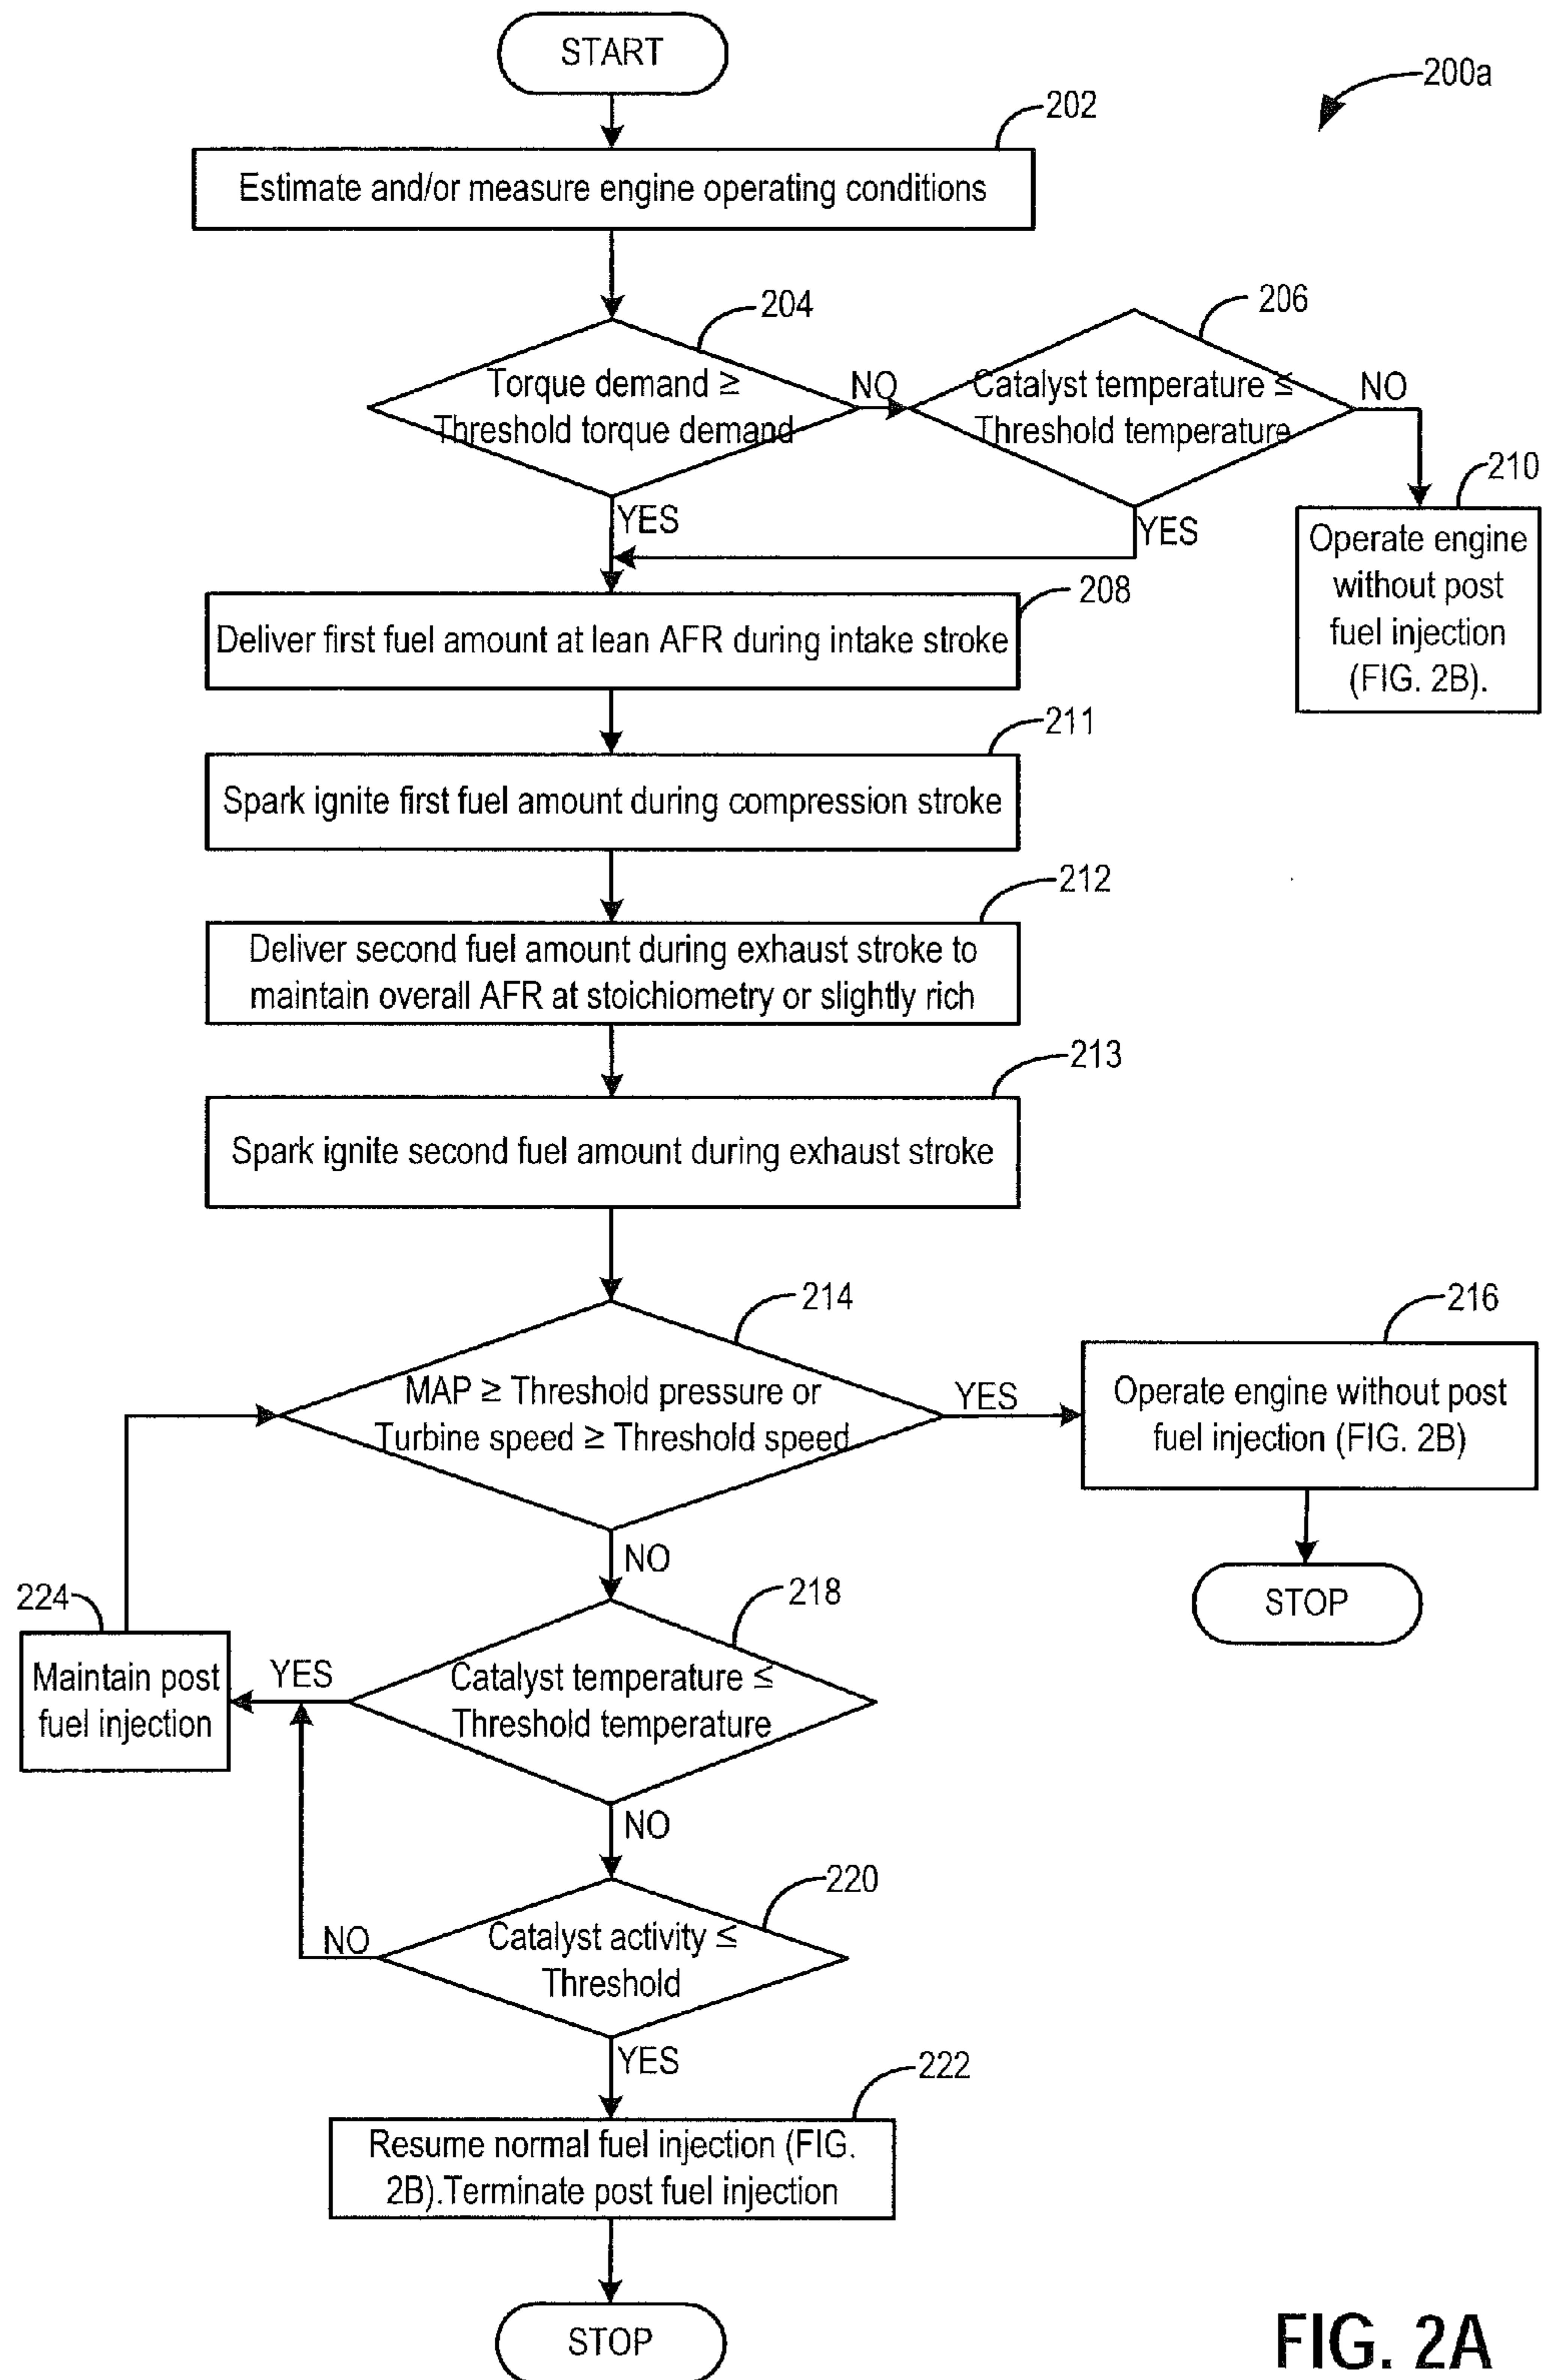 START
200a
202
Estimate and/or measure engine operating conditions
204
206
Torque demand ≥
Threshold torque demand
NO
Catalyst temperature ≤
Threshold temperature
NO
YES
YES
210
Operate engine
without post
fuel injection
(FIG. 2B).
208
Deliver first fuel amount at lean AFR during intake stroke
211
Spark ignite first fuel amount during compression stroke
212
Deliver second fuel amount during exhaust stroke to
maintain overall AFR at stoichiometry or slightly rich
213
Spark ignite second fuel amount during exhaust stroke
214
MAP ≥ Threshold pressure or
Turbine speed ≥ Threshold speed
YES
216
Operate engine without post
fuel injection (FIG. 2B)
STOP
NO
218
Catalyst temperature ≤
Threshold temperature
YES
224
Maintain post
fuel injection
NO
220
Catalyst activity ≤
Threshold
NO
YES
222
Resume normal fuel injection (FIG.
2B).Terminate post fuel injection
STOP
FIG. 2A